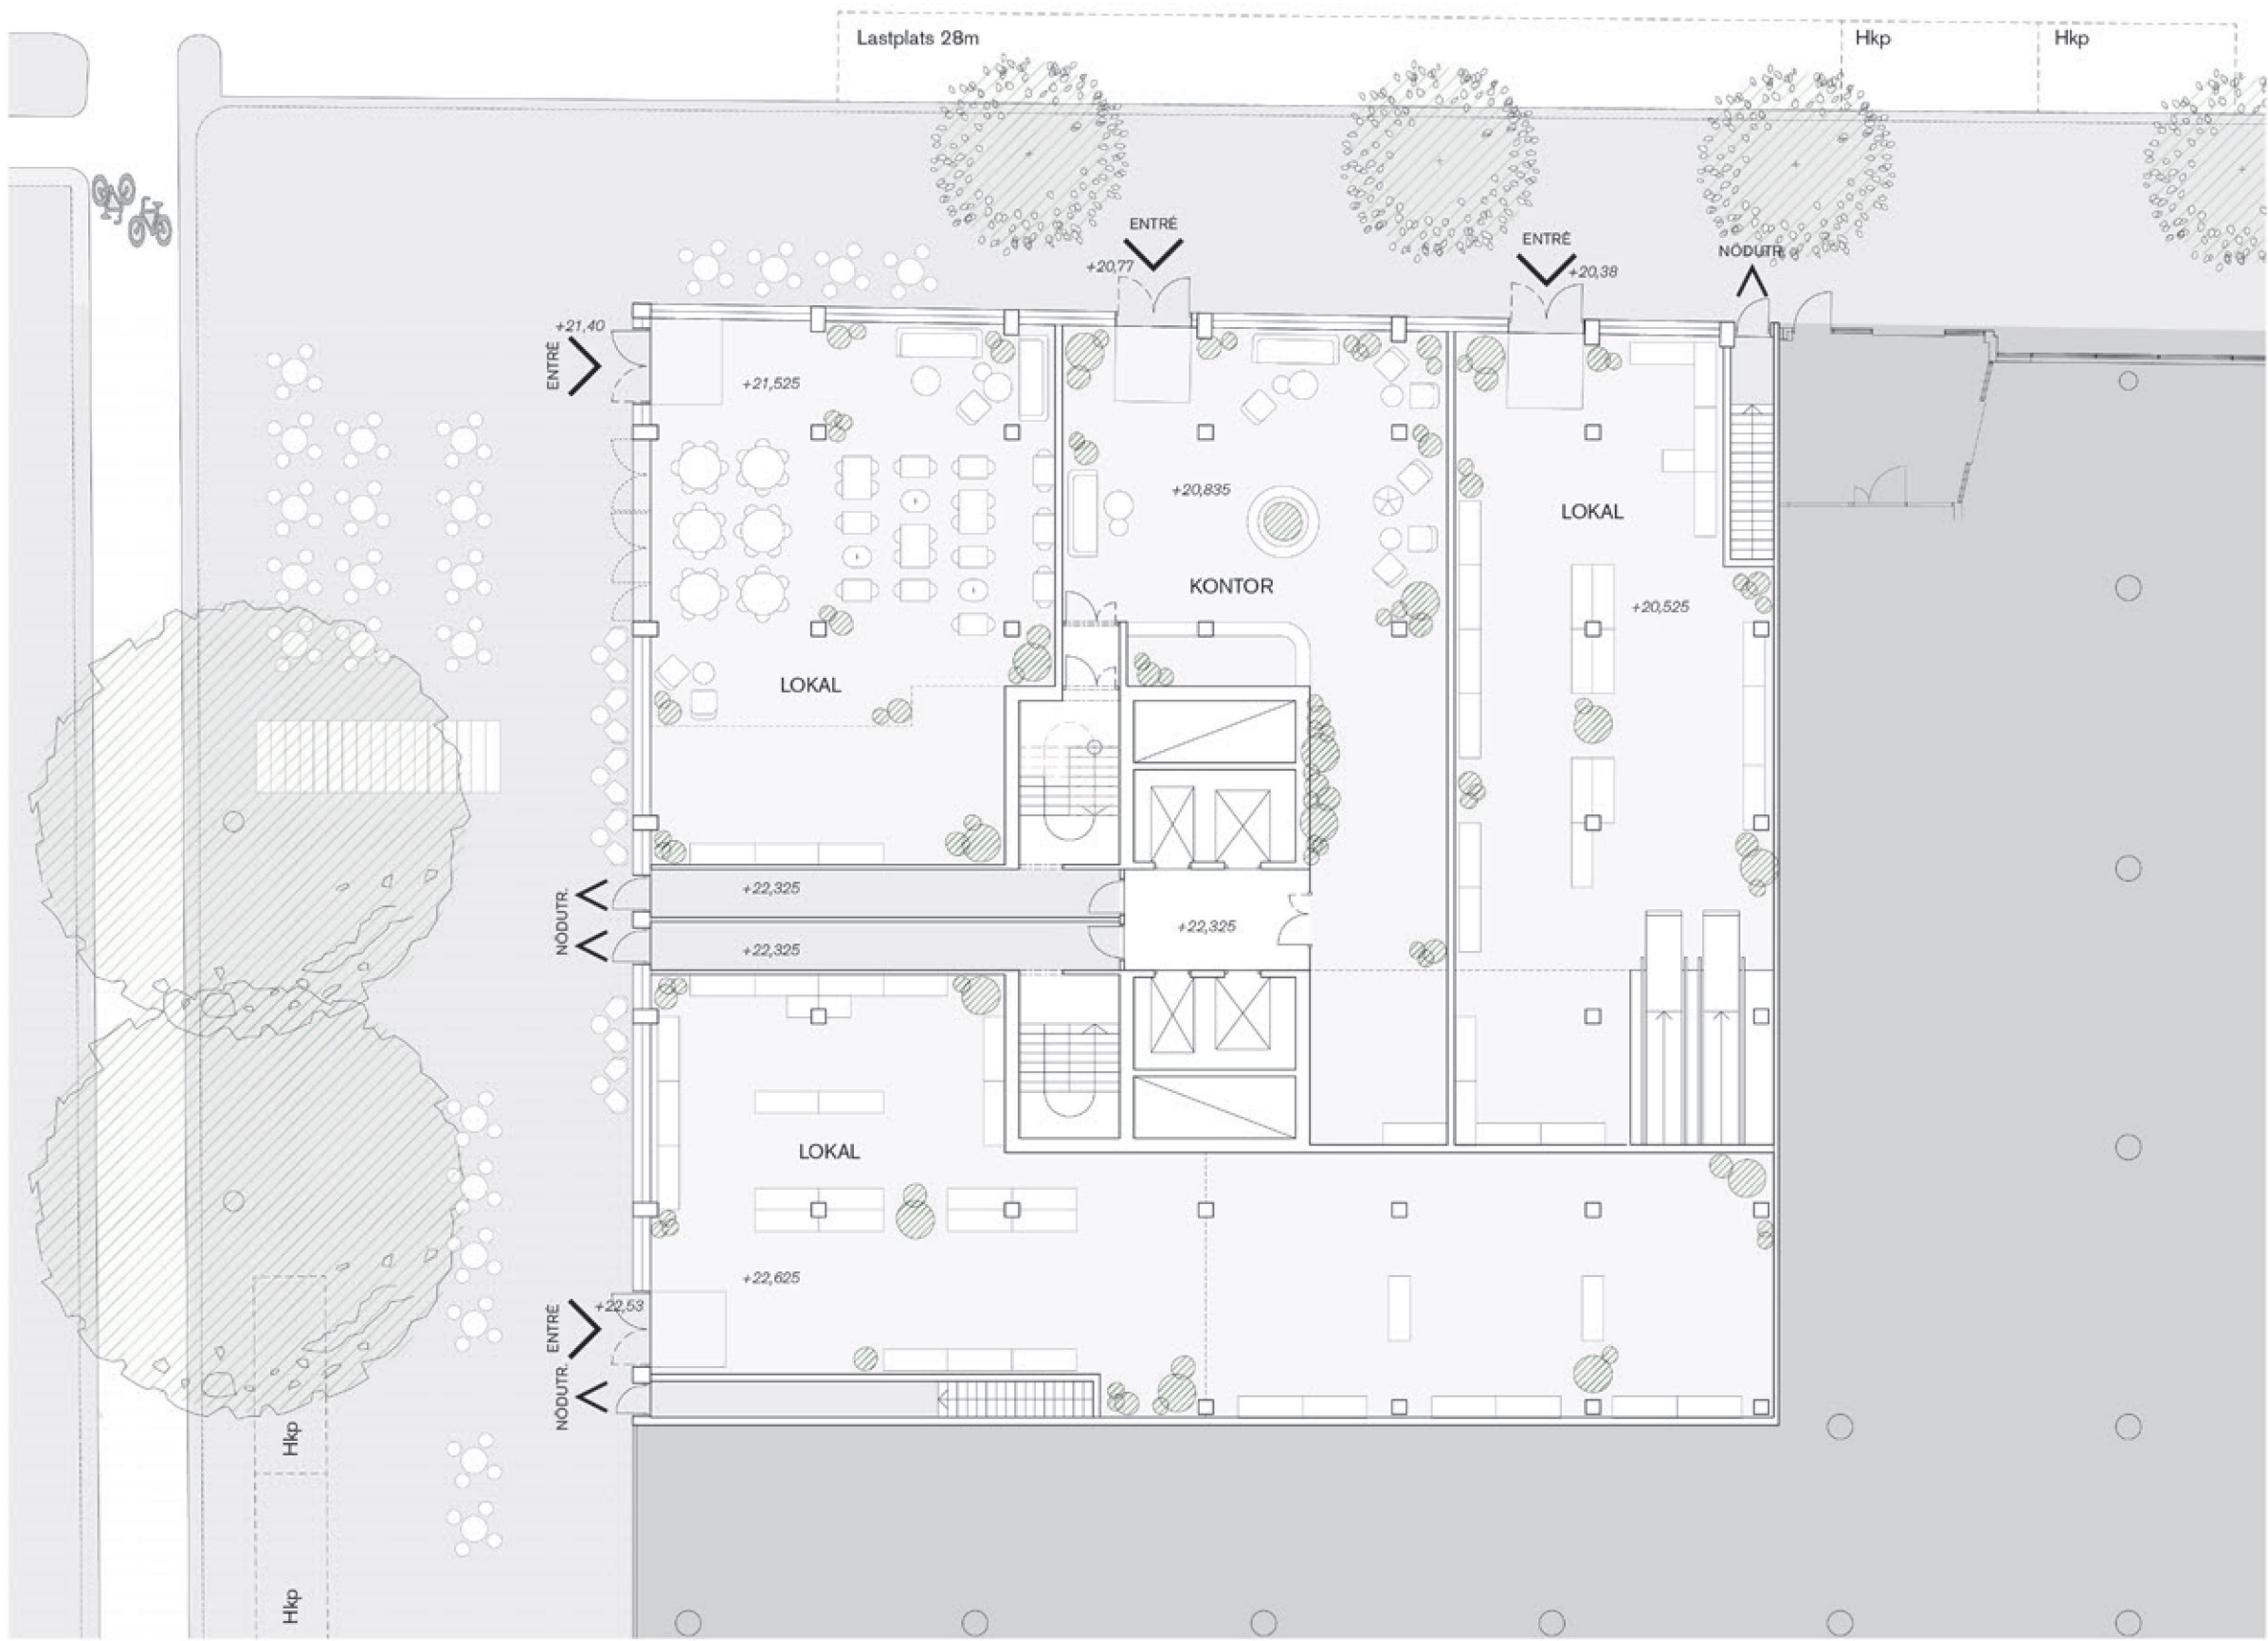 Lastplats 28m
Hkp
Hkp
ENTRÉ
+20,77
ENTRÉ
+20,38
NÖDUTR.
+21,40
ENTRÉ
+21,525
+20,835
LOKAL
KONTOR
+20,525
LOKAL
+22,325
NÖDUTR.
+22,325
+22,325
LOKAL
+22,625
ENTRÉ
+22,53
NÖDUTR.
Hkp
Hkp